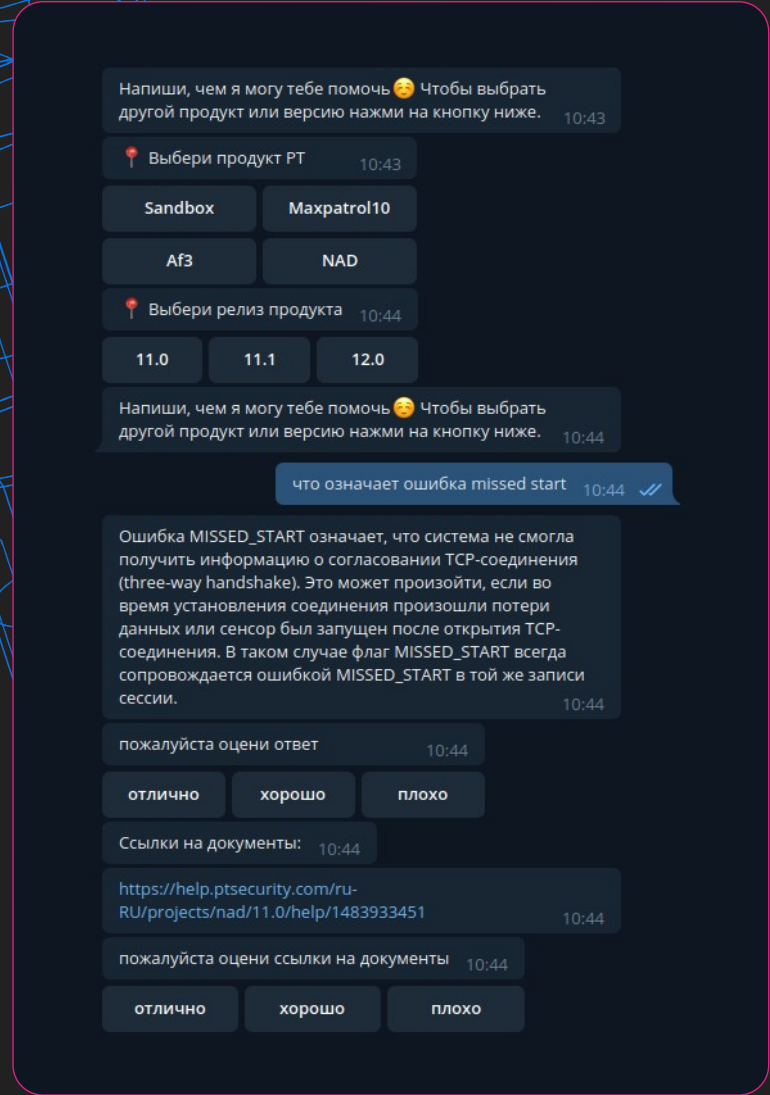 Напиши, чем я могу тебе помочь☺️ Чтобы выбрать
другой продукт или версию нажми на кнопку ниже. 10:43
📍 Выбери продукт PT 10:43
Sandbox Maxpatrol10
Af3 NAD
📍 Выбери релиз продукта 10:44
11.0 11.1 12.0
Напиши, чем я могу тебе помочь☺️ Чтобы выбрать
другой продукт или версию нажми на кнопку ниже. 10:44
что означает ошибка missed start 10:44
Ошибка MISSED_START означает, что система не смогла
получить информацию о согласовании TCP-соединения
(three-way handshake). Это может произойти, если во
время установления соединения произошли потери
данных или сенсор был запущен после открытия TCP-
соединения. В таком случае флаг MISSED_START всегда
сопровождается ошибкой MISSED_START в той же записи
сессии. 10:44
пожалуйста оцени ответ 10:44
отлично хорошо плохо
Ссылки на документы: 10:44
https://help.ptsecurity.com/ru-
RU/projects/nad/11.0/help/1483933451 10:44
пожалуйста оцени ссылки на документы 10:44
отлично хорошо плохо